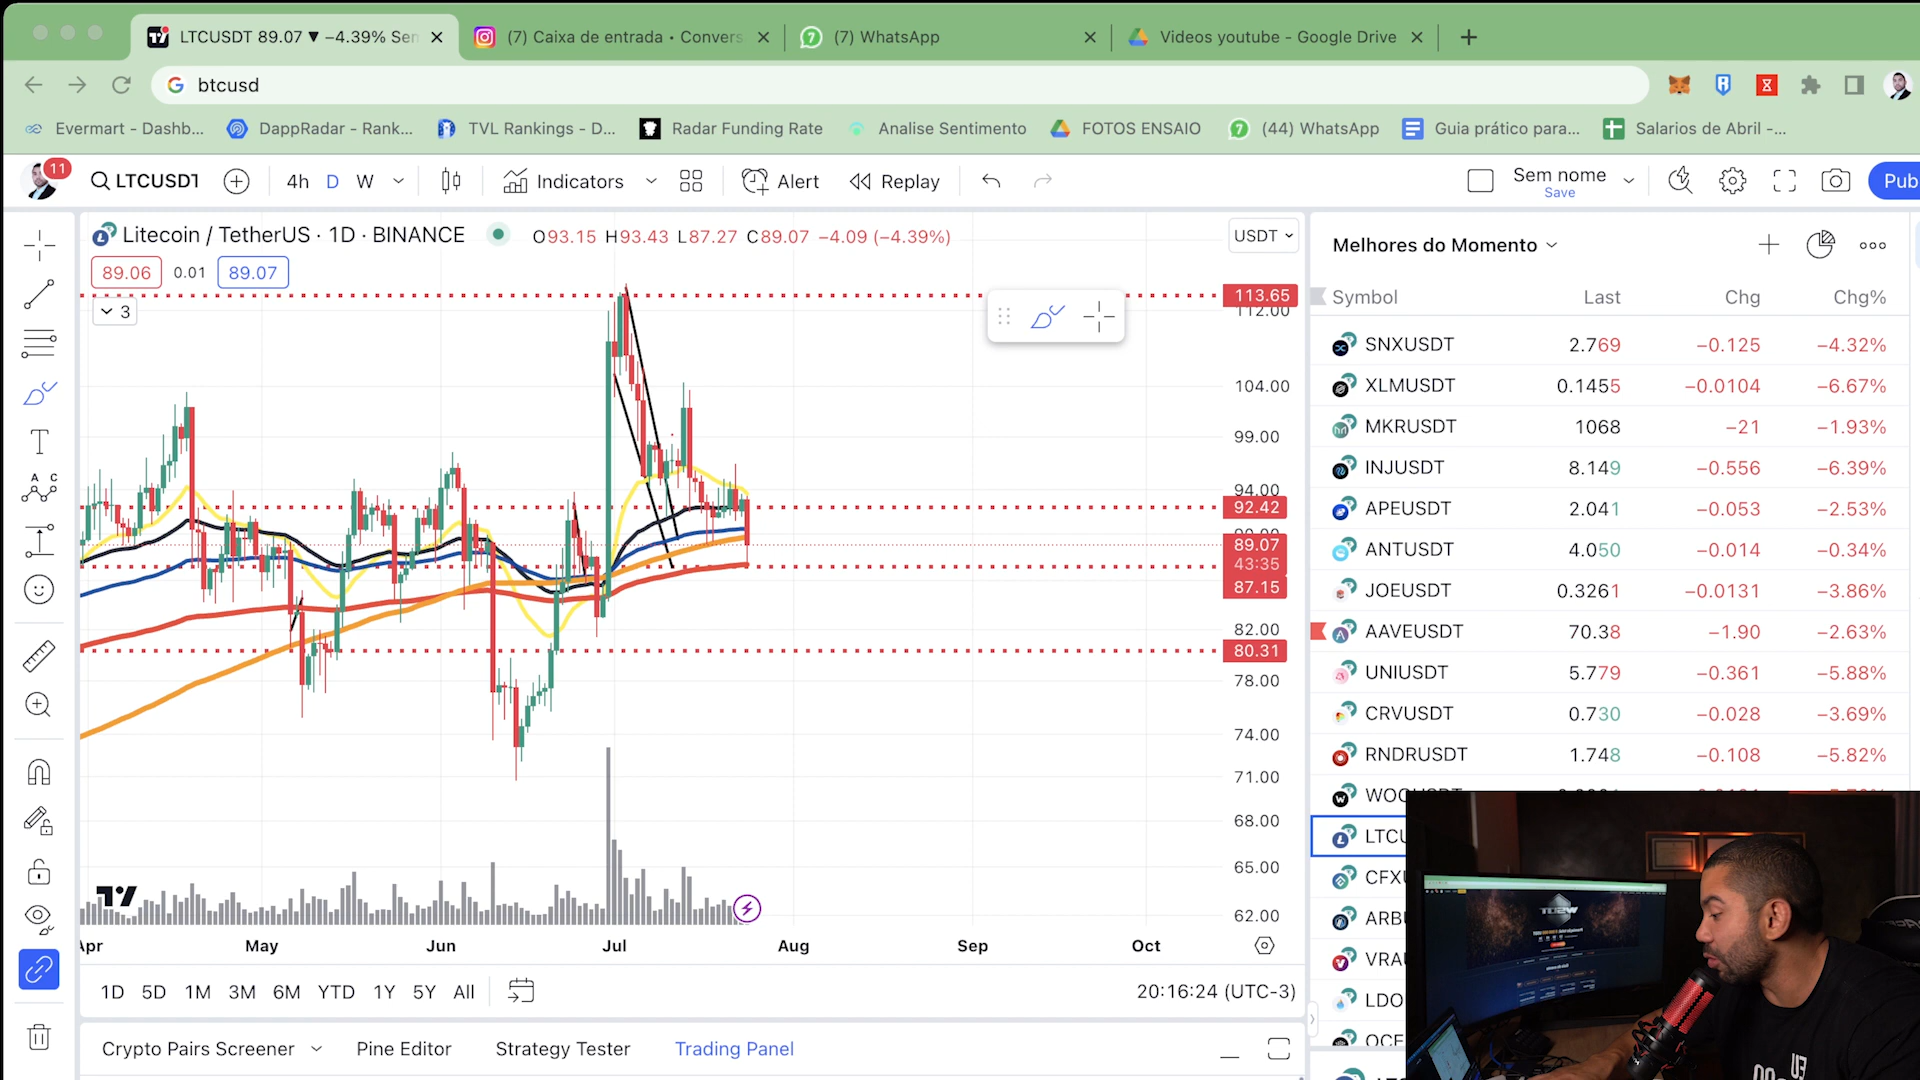 LTCUSDT 89.07 ▼ −4.39% Sen
(7) Caixa de entrada • Convers
(7) WhatsApp
Videos youtube - Google Drive
btcusd
Evermart - Dashb...
DappRadar - Rank...
TVL Rankings - D...
Radar Funding Rate
Analise Sentimento
FOTOS ENSAIO
(44) WhatsApp
Guia prático para...
Salarios de Abril -...
11
LTCUSDT
4h D W
Indicators
Alert
Replay
Sem nome
Save
Pub
Litecoin / TetherUS · 1D · BINANCE
O93.15 H93.43 L87.27 C89.07 −4.09 (−4.39%)
USDT
89.06 0.01 89.07
3
113.65
112.00
104.00
99.00
94.00
92.42
89.07
43:35
87.15
82.00
80.31
78.00
74.00
71.00
68.00
65.00
62.00
Apr May Jun Jul Aug Sep Oct
1D 5D 1M 3M 6M YTD 1Y 5Y All
20:16:24 (UTC-3)
Crypto Pairs Screener
Pine Editor
Strategy Tester
Trading Panel
Melhores do Momento
Symbol Last Chg Chg%
SNXUSDT 2.769 −0.125 −4.32%
XLMUSDT 0.1455 −0.0104 −6.67%
MKRUSDT 1068 −21 −1.93%
INJUSDT 8.149 −0.556 −6.39%
APEUSDT 2.041 −0.053 −2.53%
ANTUSDT 4.050 −0.014 −0.34%
JOEUSDT 0.3261 −0.0131 −3.86%
AAVEUSDT 70.38 −1.90 −2.63%
UNIUSDT 5.779 −0.361 −5.88%
CRVUSDT 0.730 −0.028 −3.69%
RNDRUSDT 1.748 −0.108 −5.82%
WOOUSDT
LTCU
CFXU
ARBU
VRAU
LDO
OCE